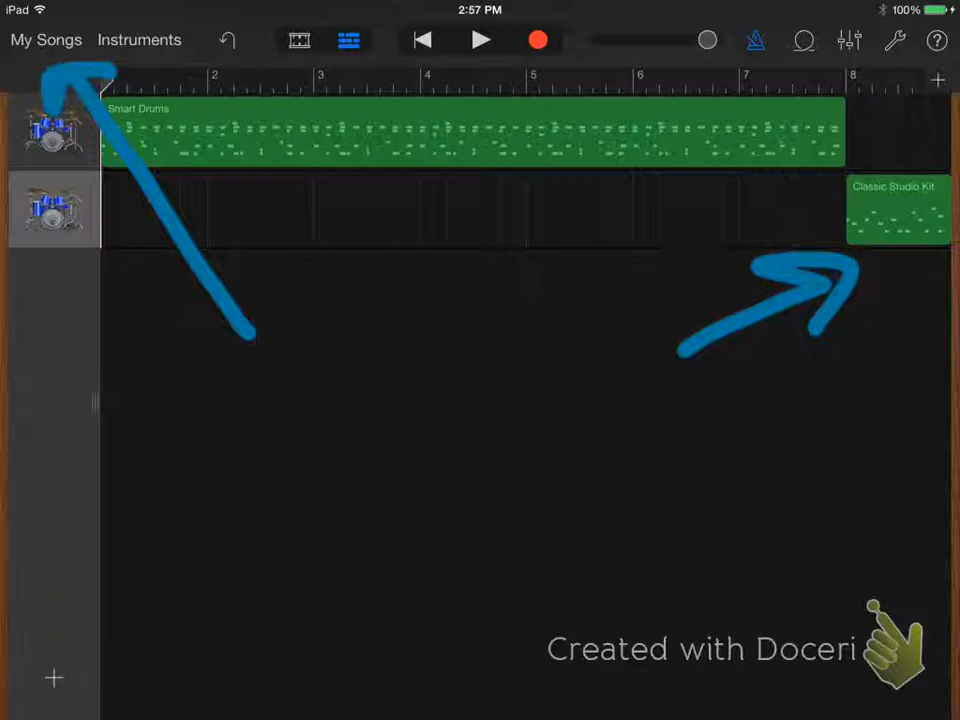 iPad 2:57 PM 100%
My Songs Instruments ?
2 3 4 5 6 7 8 +
Smart Drums
Classic Studio Kit
+
Created with Doceri